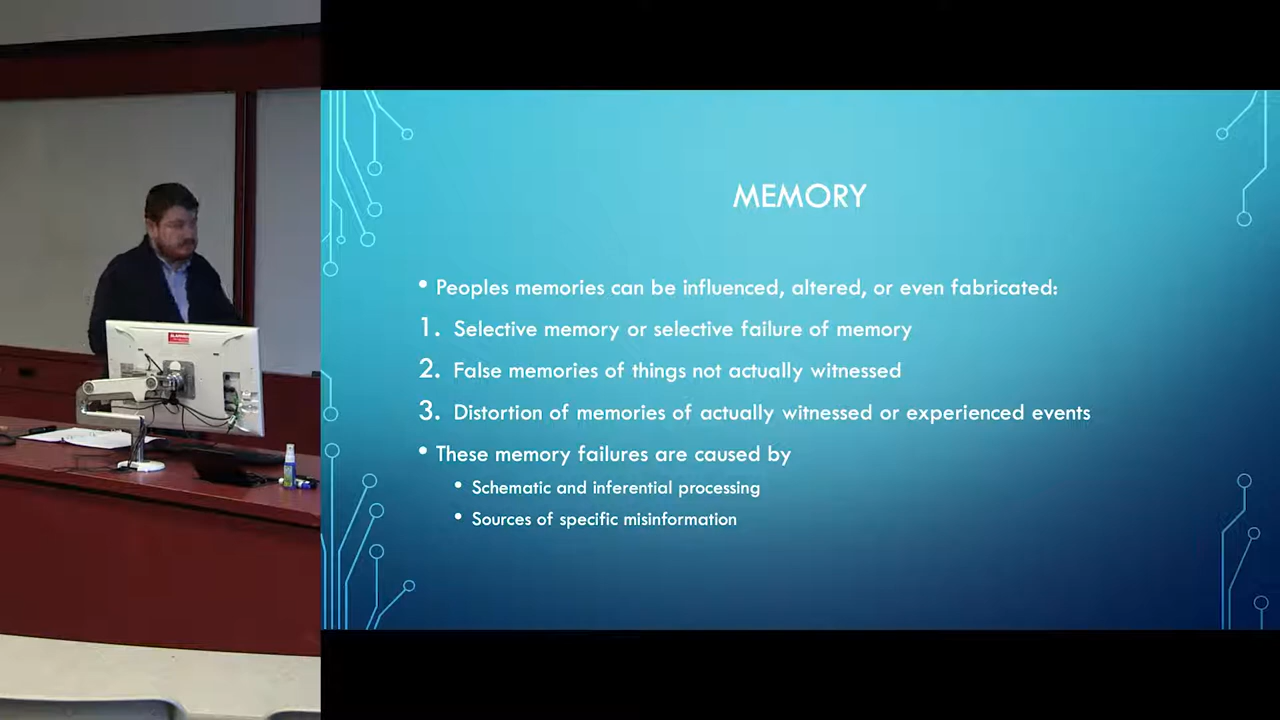 MEMORY
• Peoples memories can be influenced, altered, or even fabricated:
1. Selective memory or selective failure of memory
2. False memories of things not actually witnessed
3. Distortion of memories of actually witnessed or experienced events
• These memory failures are caused by
• Schematic and inferential processing
• Sources of specific misinformation